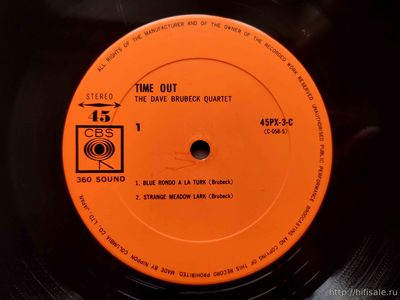 ALL RIGHTS OF THE MANUFACTURER AND OF THE OWNER OF THE RECORDED WORK RESERVED. UNAUTHORISED PUBLIC PERFORMANCE, BROADCASTING AND COPYING OF THIS RECORD PROHIBITED
MADE BY NIPPON COLUMBIA CO., LTD., JAPAN.
TIME OUT
THE DAVE BRUBECK QUARTET
STEREO
45
CBS
360 SOUND
1
45PX-3-C
(C-058-5)
1. BLUE RONDO A LA TURK (Brubeck)
2. STRANGE MEADOW LARK (Brubeck)
http://hifisale.ru